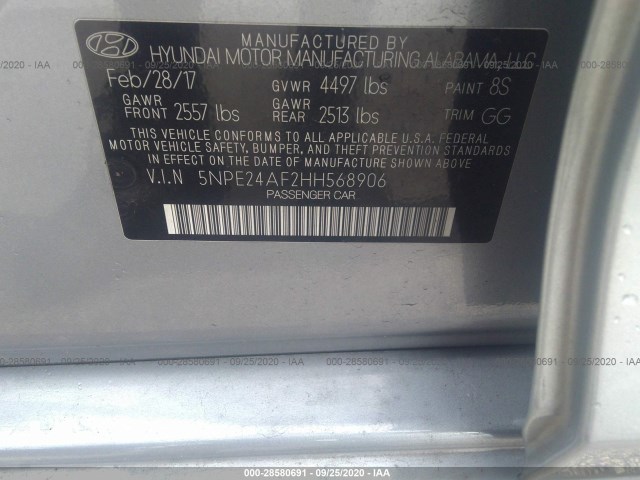 MANUFACTURED BY
HYUNDAI MOTOR MANUFACTURING ALABAMA, LLC
Feb/28/17 GVWR 4497 lbs PAINT 8S
GAWR FRONT 2557 lbs GAWR REAR 2513 lbs TRIM GG
THIS VEHICLE CONFORMS TO ALL APPLICABLE U.S.A. FEDERAL
MOTOR VEHICLE SAFETY, BUMPER, AND THEFT PREVENTION STANDARDS
IN EFFECT ON THE DATE OF MANUFACTURE SHOWN ABOVE.
V.I.N 5NPE24AF2HH568906
PASSENGER CAR
000-28580691 - 09/25/2020 - IAA